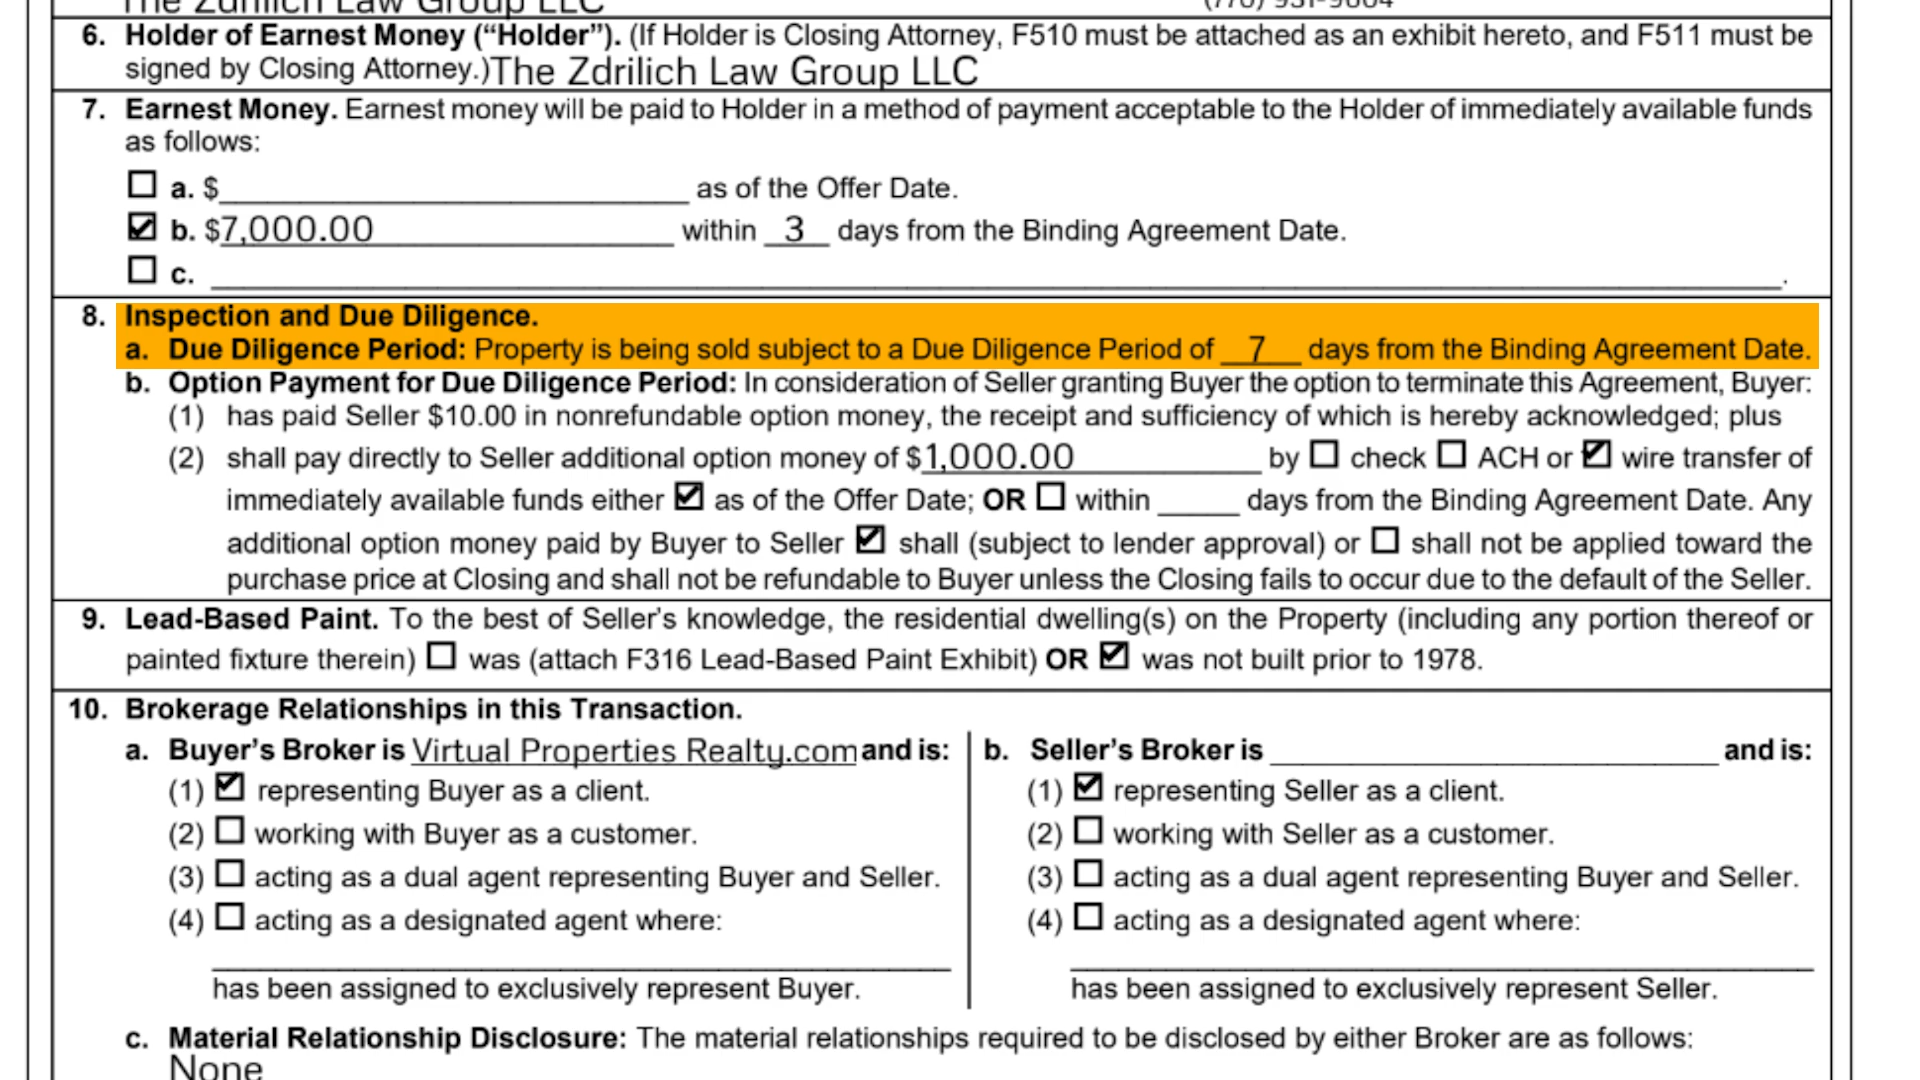 The Zdrilich Law Group LLC (770) 931-9604
6. Holder of Earnest Money (“Holder”). (If Holder is Closing Attorney, F510 must be attached as an exhibit hereto, and F511 must be
signed by Closing Attorney.)The Zdrilich Law Group LLC
7. Earnest Money. Earnest money will be paid to Holder in a method of payment acceptable to the Holder of immediately available funds
as follows:
☐ a. $____ as of the Offer Date.
☑ b. $7,000.00 within 3 days from the Binding Agreement Date.
☐ c. ____.
8. Inspection and Due Diligence.
a. Due Diligence Period: Property is being sold subject to a Due Diligence Period of 7 days from the Binding Agreement Date.
b. Option Payment for Due Diligence Period: In consideration of Seller granting Buyer the option to terminate this Agreement, Buyer:
(1) has paid Seller $10.00 in nonrefundable option money, the receipt and sufficiency of which is hereby acknowledged; plus
(2) shall pay directly to Seller additional option money of $1,000.00 by ☐ check ☐ ACH or ☑ wire transfer of
immediately available funds either ☑ as of the Offer Date; OR ☐ within ____ days from the Binding Agreement Date. Any
additional option money paid by Buyer to Seller ☑ shall (subject to lender approval) or ☐ shall not be applied toward the
purchase price at Closing and shall not be refundable to Buyer unless the Closing fails to occur due to the default of the Seller.
9. Lead-Based Paint. To the best of Seller’s knowledge, the residential dwelling(s) on the Property (including any portion thereof or
painted fixture therein) ☐ was (attach F316 Lead-Based Paint Exhibit) OR ☑ was not built prior to 1978.
10. Brokerage Relationships in this Transaction.
a. Buyer’s Broker is Virtual Properties Realty.com and is:
(1) ☑ representing Buyer as a client.
(2) ☐ working with Buyer as a customer.
(3) ☐ acting as a dual agent representing Buyer and Seller.
(4) ☐ acting as a designated agent where:
____
has been assigned to exclusively represent Buyer.
b. Seller’s Broker is ____ and is:
(1) ☑ representing Seller as a client.
(2) ☐ working with Seller as a customer.
(3) ☐ acting as a dual agent representing Buyer and Seller.
(4) ☐ acting as a designated agent where:
____
has been assigned to exclusively represent Seller.
c. Material Relationship Disclosure: The material relationships required to be disclosed by either Broker are as follows:
None